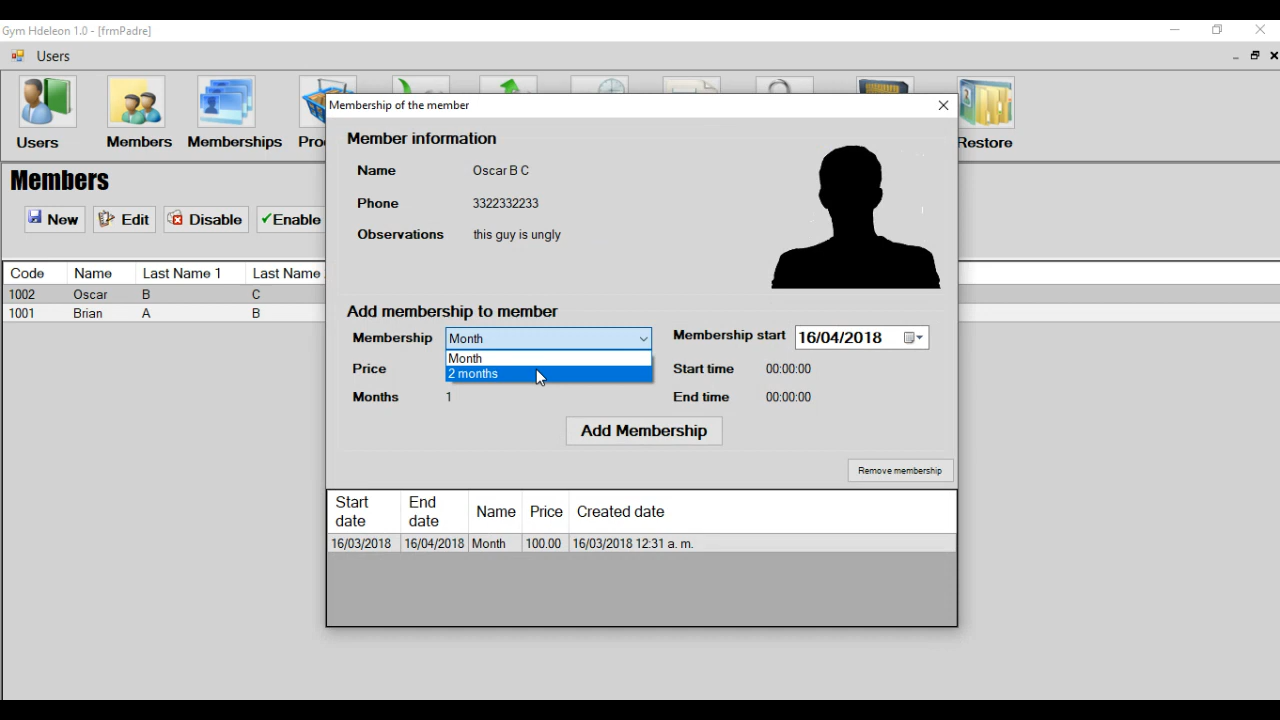 Gym Hdeleon 1.0 - [frmPadre]
Users
Users
Members
Memberships
Pro
Restore
Membership of the member
Members
New
Edit
Disable
Enable
Code Name Last Name 1 Last Name
1002 Oscar B C
1001 Brian A B
Member information
Name Oscar B C
Phone 3322332233
Observations this guy is ungly
Add membership to member
Membership Month
Membership start 16/04/2018
Month
2 months
Price
Start time 00:00:00
Months 1
End time 00:00:00
Add Membership
Remove membership
Start date End date Name Price Created date
16/03/2018 16/04/2018 Month 100.00 16/03/2018 12:31 a. m.